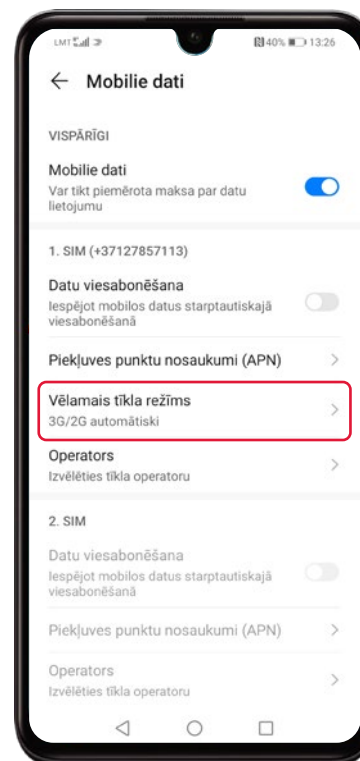 LMT 40% 13:26
Mobilie dati
VISPĀRĪGI
Mobilie dati
Var tikt piemērota maksa par datu
lietojumu
1. SIM (+37127857113)
Datu viesabonēšana
Iespējot mobilos datus starptautiskajā
viesabonēšanā
Piekļuves punktu nosaukumi (APN)
Vēlamais tīkla režīms
3G/2G automātiski
Operators
Izvēlēties tīkla operatoru
2. SIM
Datu viesabonēšana
Iespējot mobilos datus starptautiskajā
viesabonēšanā
Piekļuves punktu nosaukumi (APN)
Operators
Izvēlēties tīkla operatoru